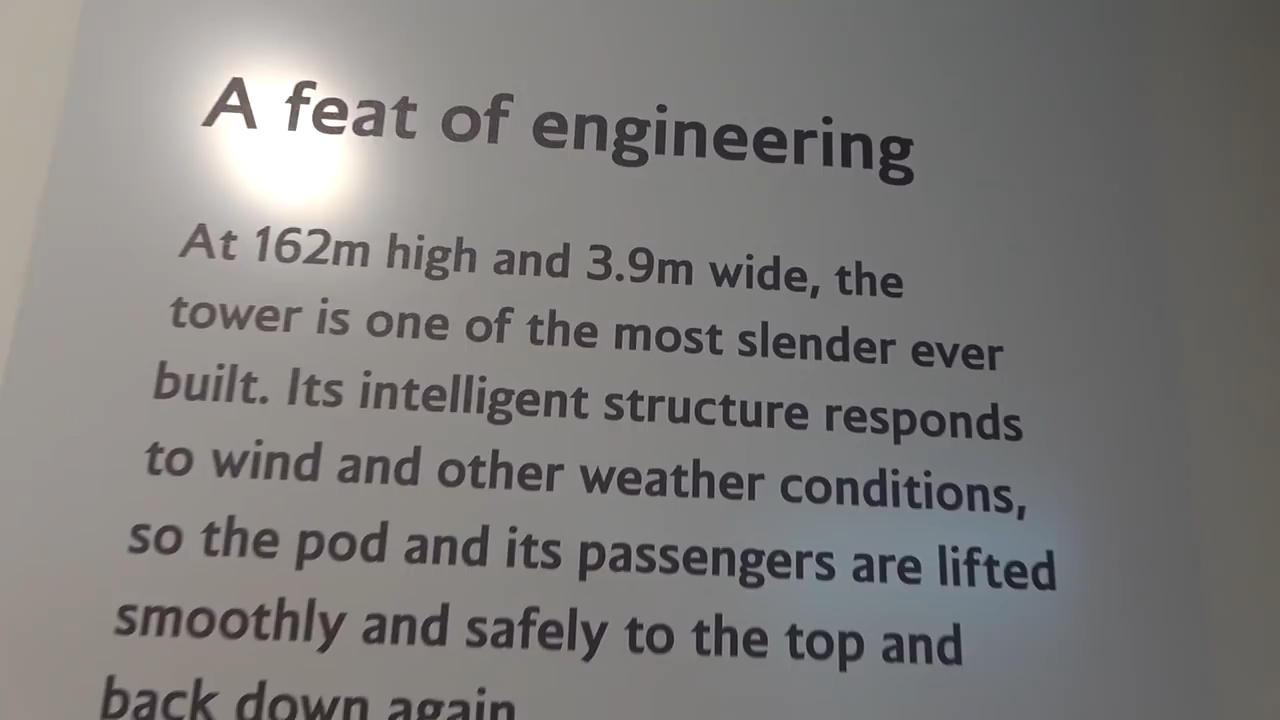 A feat of engineering
At 162m high and 3.9m wide, the
tower is one of the most slender ever
built. Its intelligent structure responds
to wind and other weather conditions,
so the pod and its passengers are lifted
smoothly and safely to the top and
back down again